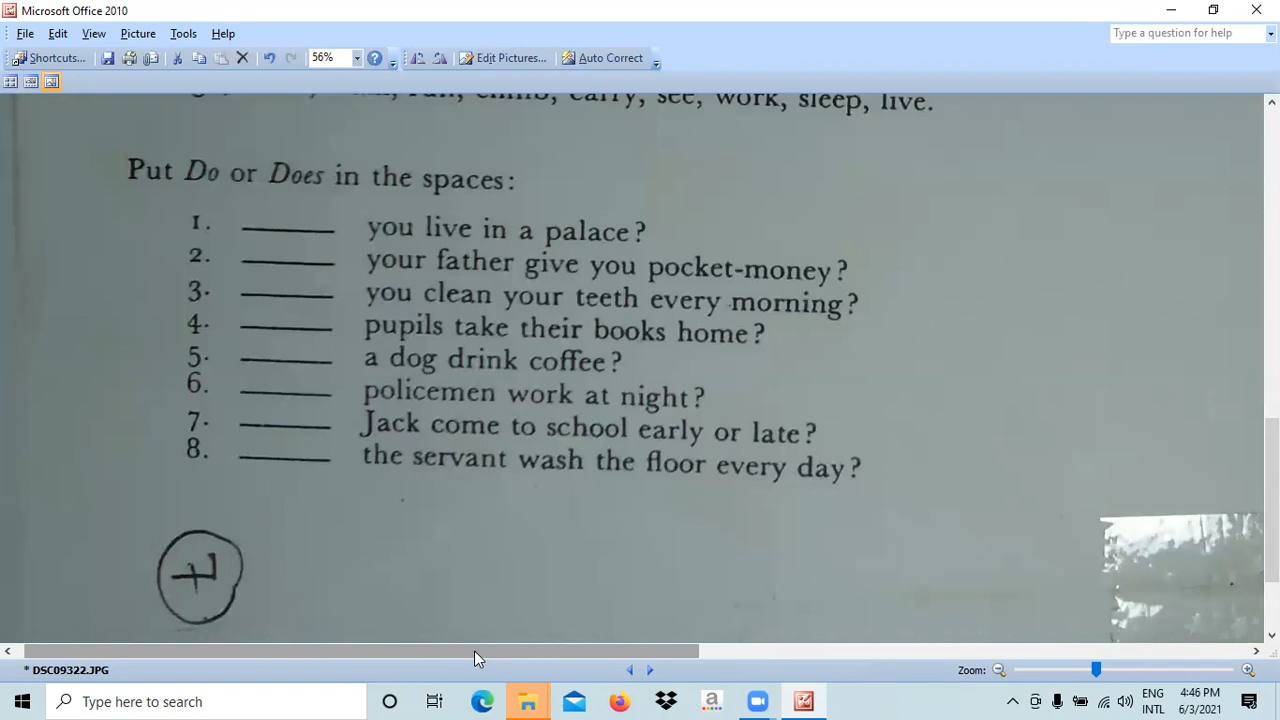 Microsoft Office 2010
File Edit View Picture Tools Help
Type a question for help
Shortcuts... 56% Edit Pictures... Auto Correct
carry, see, work, sleep, live.
Put Do or Does in the spaces:
1. ______ you live in a palace?
2. ______ your father give you pocket-money?
3. ______ you clean your teeth every morning?
4. ______ pupils take their books home?
5. ______ a dog drink coffee?
6. ______ policemen work at night?
7. ______ Jack come to school early or late?
8. ______ the servant wash the floor every day?
* DSC09322.JPG
Zoom:
Type here to search
ENG
INTL
4:46 PM
6/3/2021